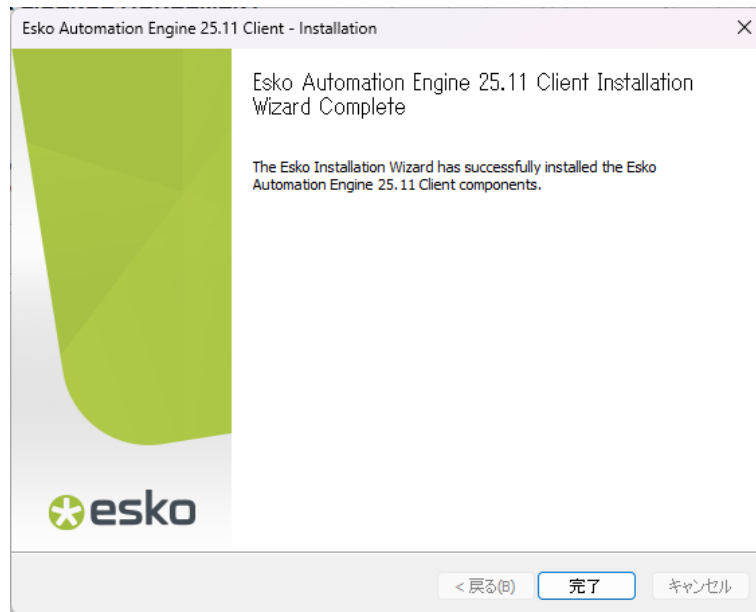 Esko Automation Engine 25.11 Client - Installation
Esko Automation Engine 25.11 Client Installation
Wizard Complete
The Esko Installation Wizard has successfully installed the Esko
Automation Engine 25.11 Client components.
esko
< 戻る(B) 完了 キャンセル